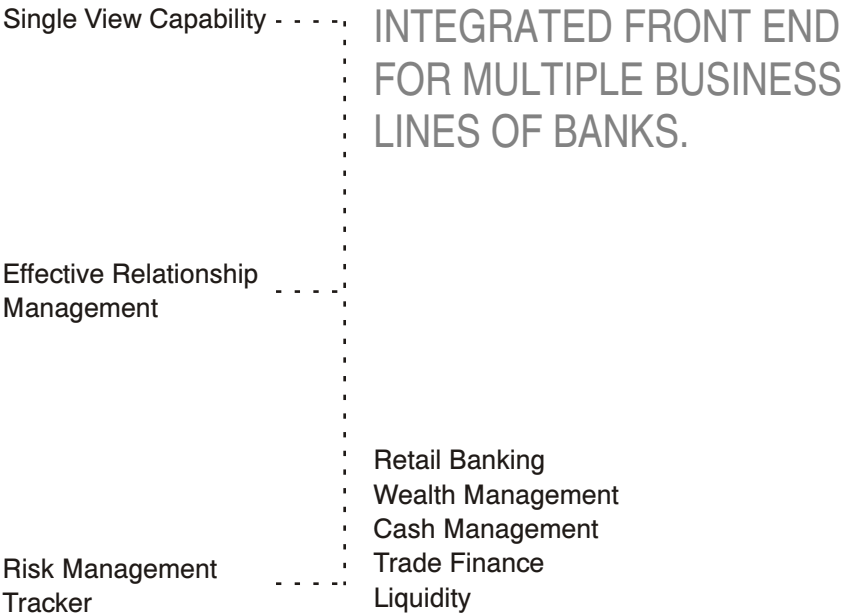 Single View Capability
INTEGRATED FRONT END
FOR MULTIPLE BUSINESS
LINES OF BANKS.
Effective Relationship
Management
Risk Management
Tracker
Retail Banking
Wealth Management
Cash Management
Trade Finance
Liquidity